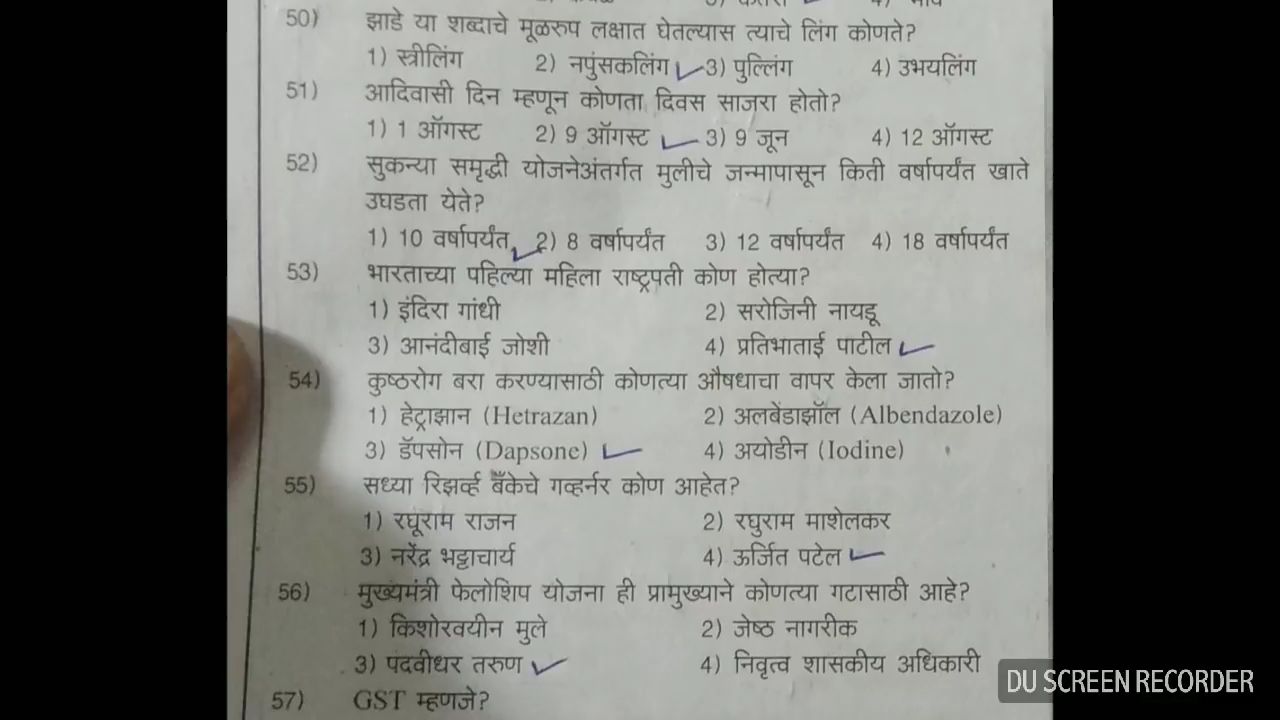 50) झाडे या शब्दाचे मूळरुप लक्षात घेतल्यास त्याचे लिंग कोणते?
1) स्त्रीलिंग 2) नपुंसकलिंग 3) पुल्लिंग 4) उभयलिंग
51) आदिवासी दिन म्हणून कोणता दिवस साजरा होतो?
1) 1 ऑगस्ट 2) 9 ऑगस्ट 3) 9 जून 4) 12 ऑगस्ट
52) सुकन्या समृद्धी योजनेअंतर्गत मुलीचे जन्मापासून किती वर्षापर्यंत खाते
उघडता येते?
1) 10 वर्षापर्यंत 2) 8 वर्षापर्यंत 3) 12 वर्षापर्यंत 4) 18 वर्षापर्यंत
53) भारताच्या पहिल्या महिला राष्ट्रपती कोण होत्या?
1) इंदिरा गांधी 2) सरोजिनी नायडू
3) आनंदीबाई जोशी 4) प्रतिभाताई पाटील
54) कुष्ठरोग बरा करण्यासाठी कोणत्या औषधाचा वापर केला जातो?
1) हेट्राझान (Hetrazan) 2) अलबेंडाझॉल (Albendazole)
3) डॅपसोन (Dapsone) 4) अयोडीन (Iodine)
55) सध्या रिझर्व्ह बँकेचे गव्हर्नर कोण आहेत?
1) रघूराम राजन 2) रघुराम माशेलकर
3) नरेंद्र भट्टाचार्य 4) ऊर्जित पटेल
56) मुख्यमंत्री फेलोशिप योजना ही प्रामुख्याने कोणत्या गटासाठी आहे?
1) किशोरवयीन मुले 2) जेष्ठ नागरीक
3) पदवीधर तरुण 4) निवृत्व शासकीय अधिकारी
57) GST म्हणजे?
DU SCREEN RECORDER